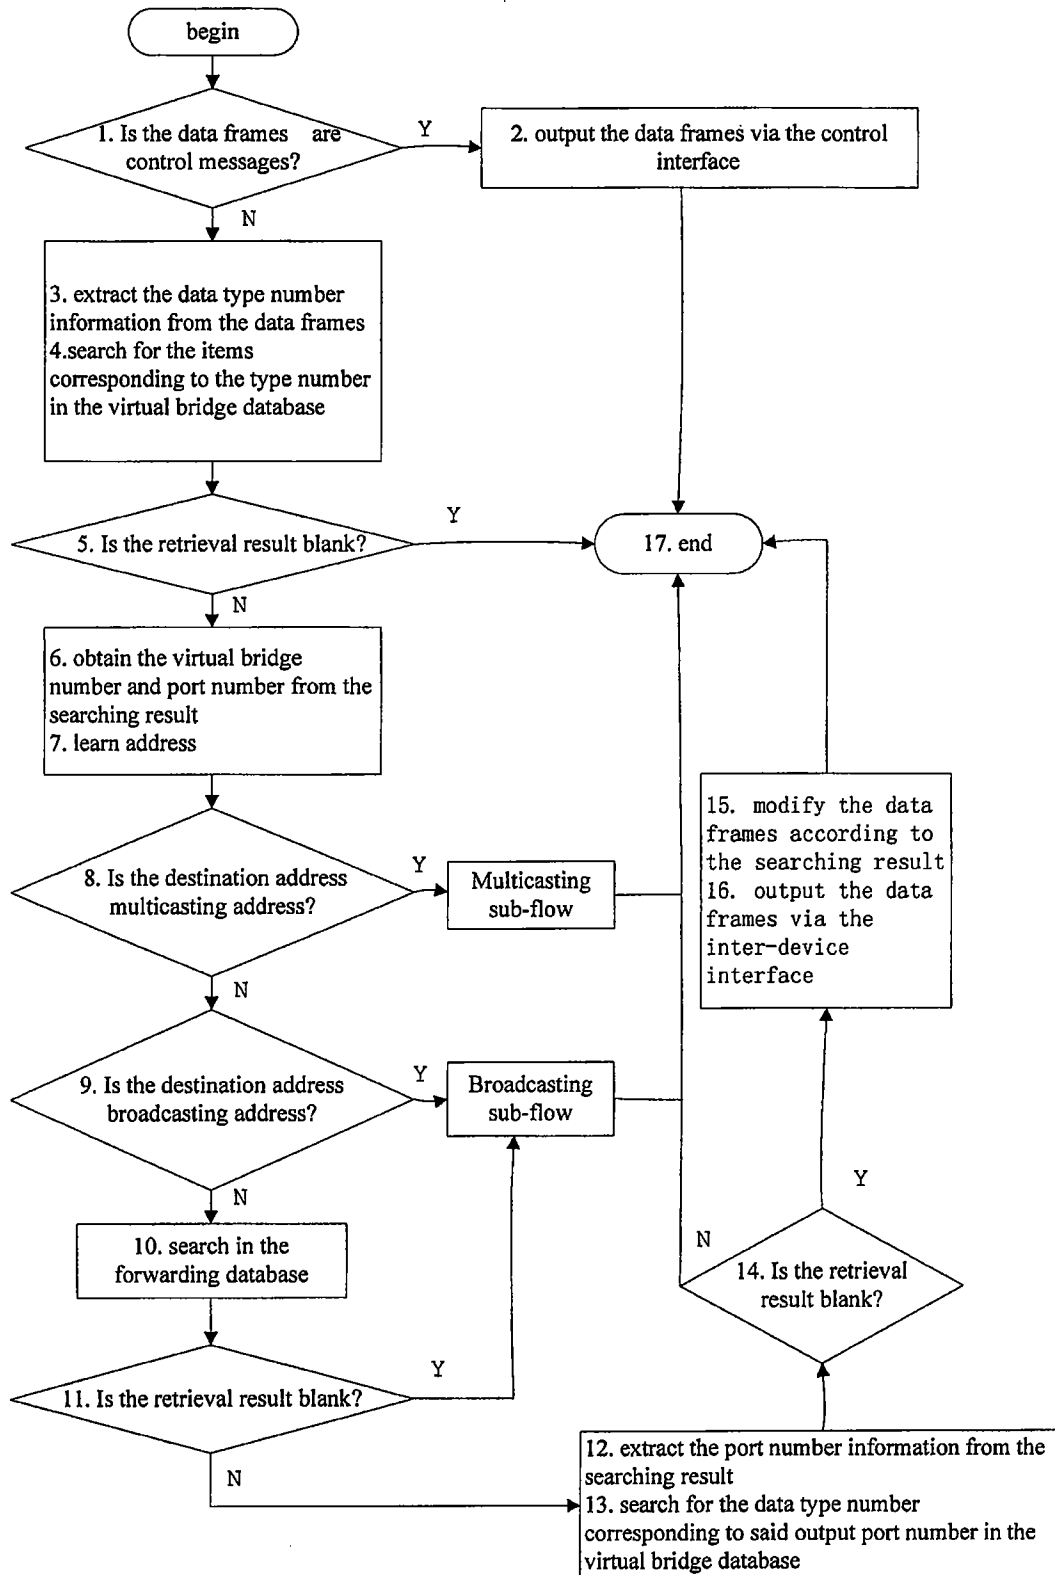 begin
1. Is the data frames are
control messages?
Y
2. output the data frames via the control
interface
N
3. extract the data type number
information from the data frames
4.search for the items
corresponding to the type number
in the virtual bridge database
5. Is the retrieval result blank?
Y
17. end
N
6. obtain the virtual bridge
number and port number from the
searching result
7. learn address
8. Is the destination address
multicasting address?
Y
Multicasting
sub-flow
15. modify the data
frames according to
the searching result
16. output the data
frames via the
inter-device
interface
N
9. Is the destination address
broadcasting address?
Y
Broadcasting
sub-flow
N
Y
10. search in the
forwarding database
N
14. Is the retrieval
result blank?
11. Is the retrieval result blank?
Y
N
12. extract the port number information from the
searching result
13. search for the data type number
corresponding to said output port number in the
virtual bridge database